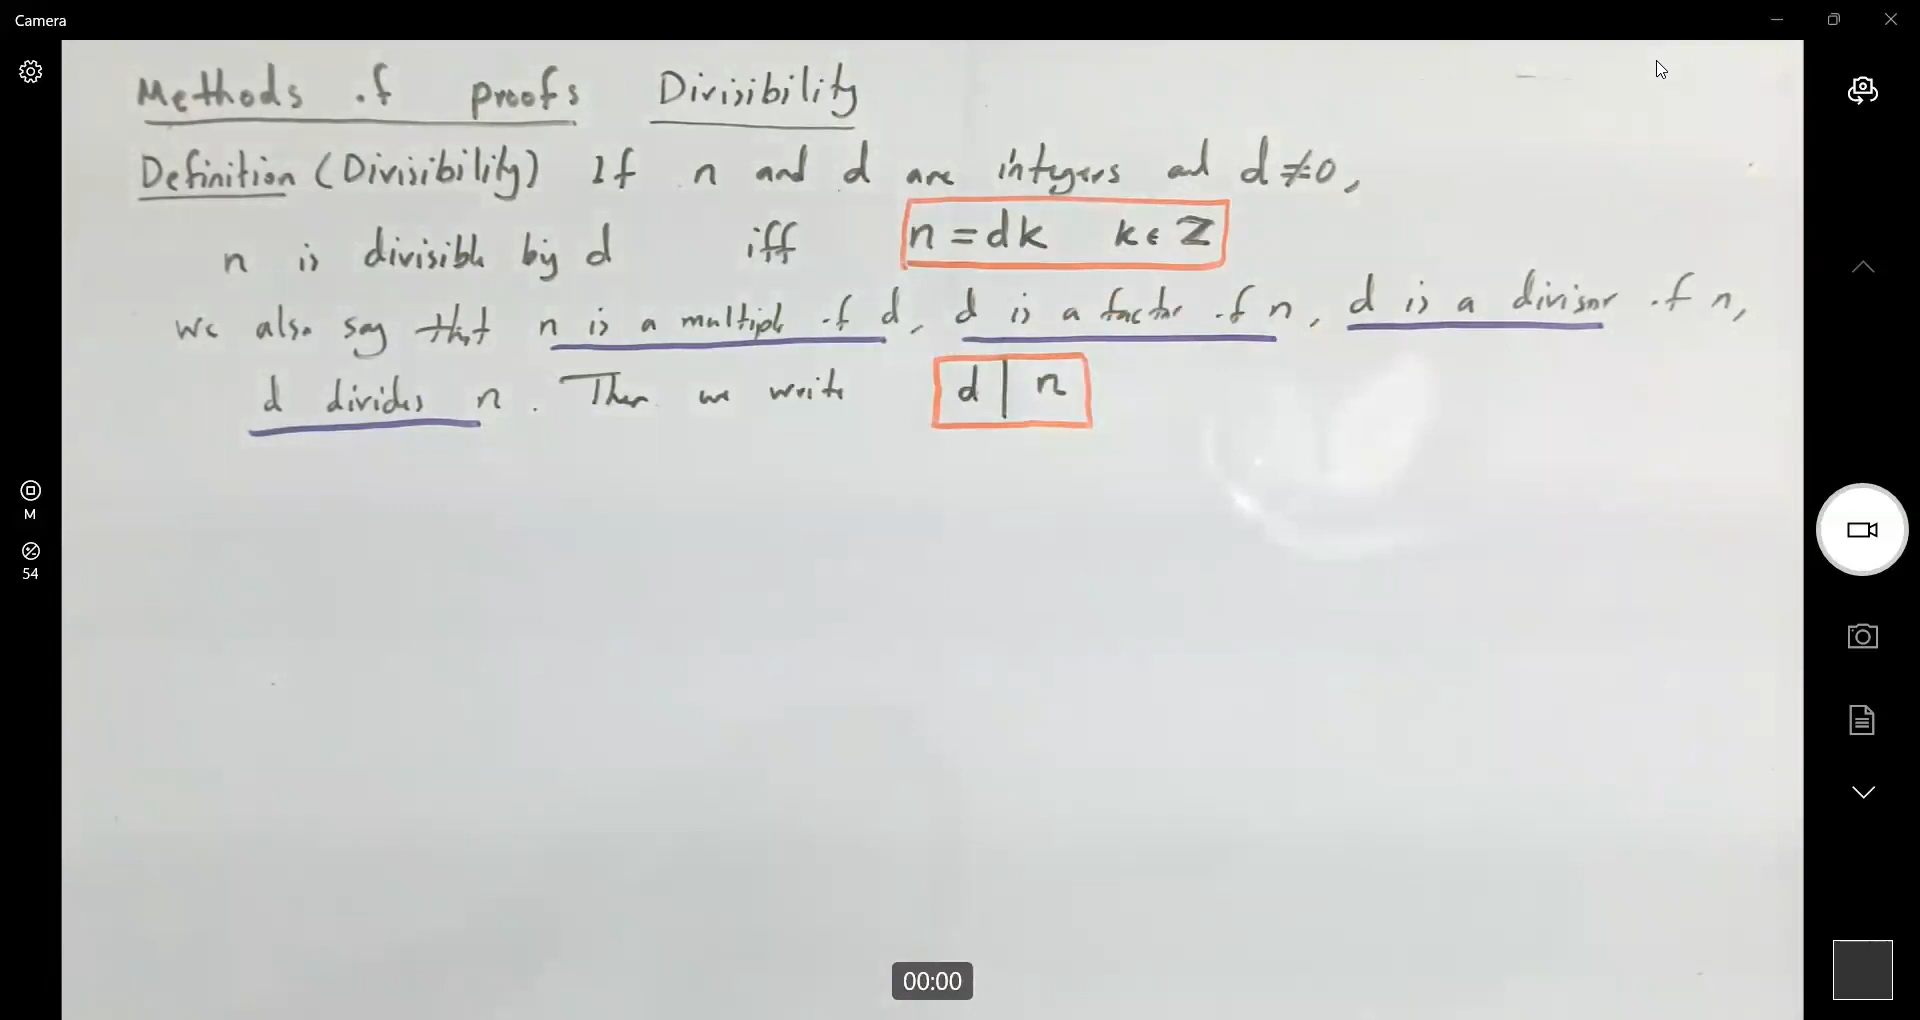 Camera
Methods of proofs Divisibility
Definition (Divisibility) If n and d are integers and d≠0,
n is divisible by d iff n = dk k ∈ ℤ
we also say that n is a multiple of d, d is a factor of n, d is a divisor of n,
d divides n. Then we write d | n
M
54
00:00